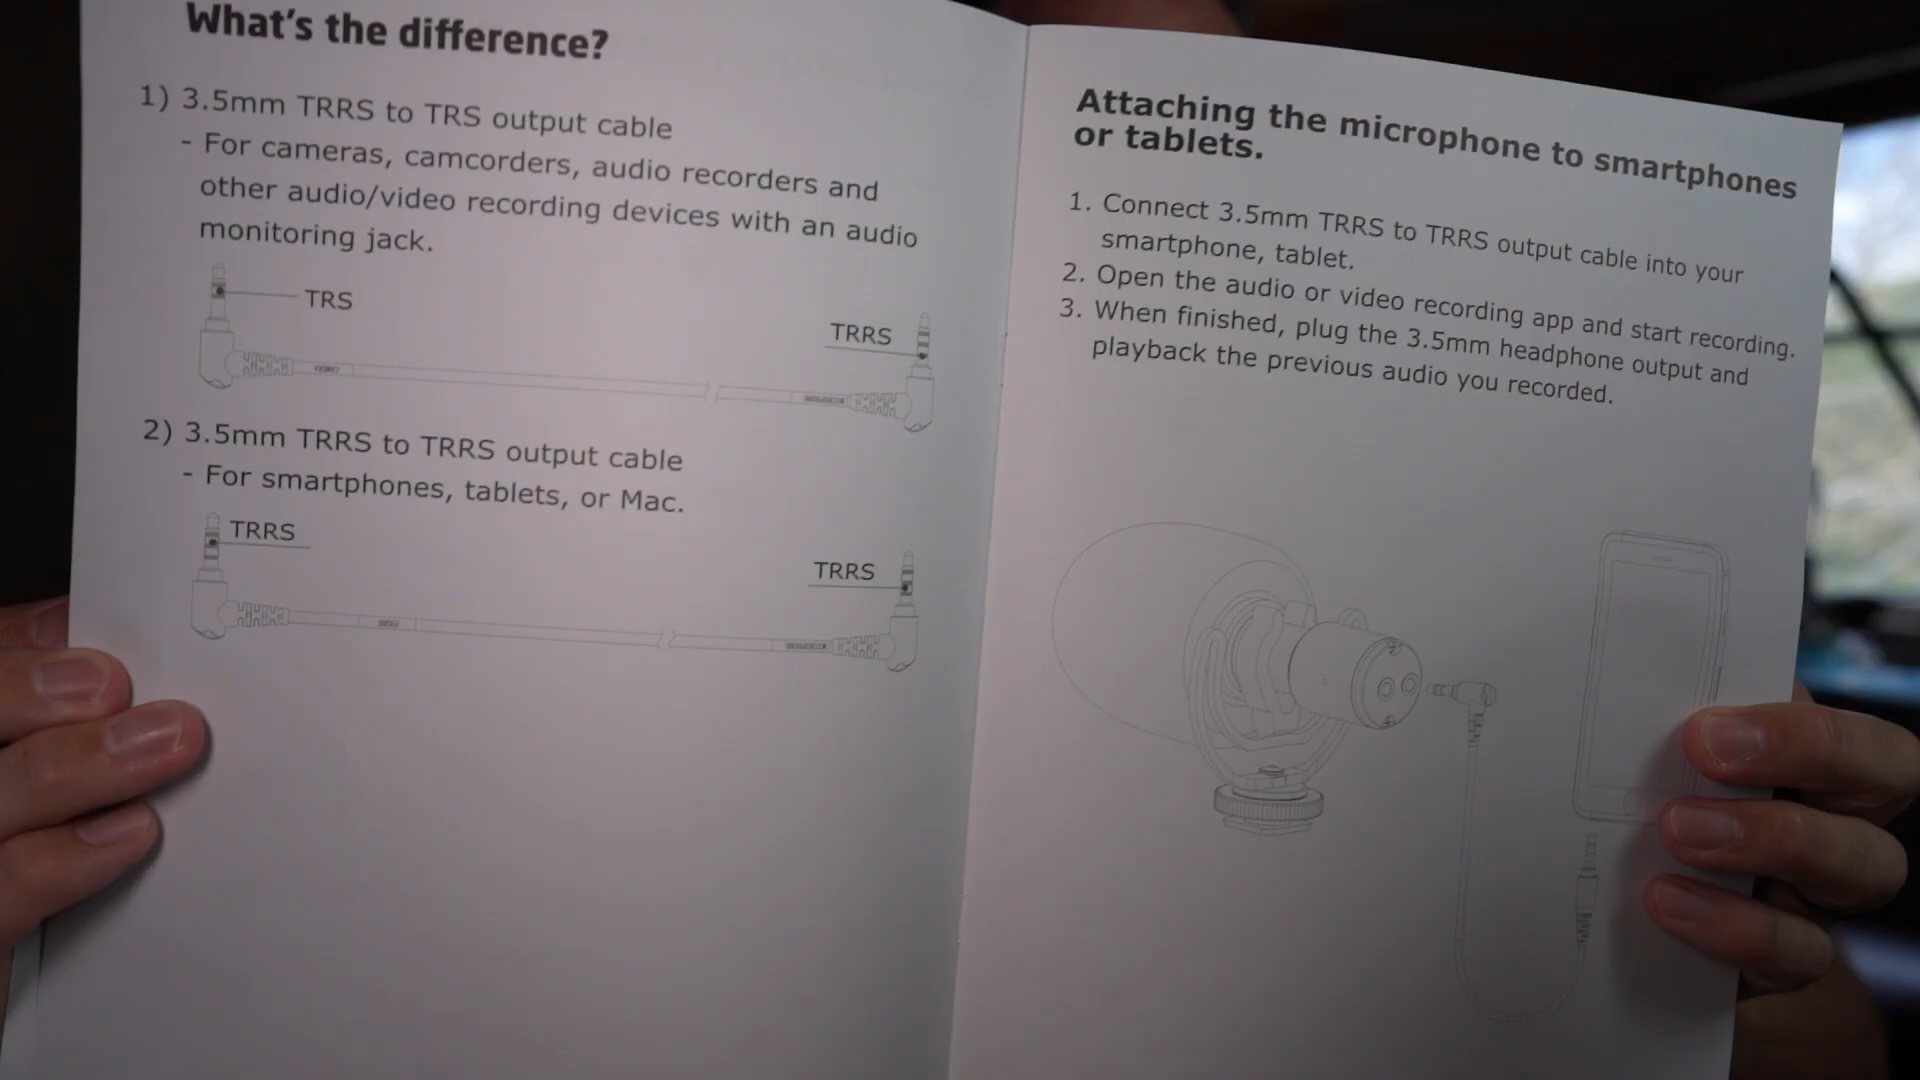 What's the difference?
1) 3.5mm TRRS to TRS output cable
- For cameras, camcorders, audio recorders and
other audio/video recording devices with an audio
monitoring jack.
TRS
TRRS
2) 3.5mm TRRS to TRRS output cable
- For smartphones, tablets, or Mac.
TRRS
TRRS
Attaching the microphone to smartphones
or tablets.
1. Connect 3.5mm TRRS to TRRS output cable into your
smartphone, tablet.
2. Open the audio or video recording app and start recording.
3. When finished, plug the 3.5mm headphone output and
playback the previous audio you recorded.